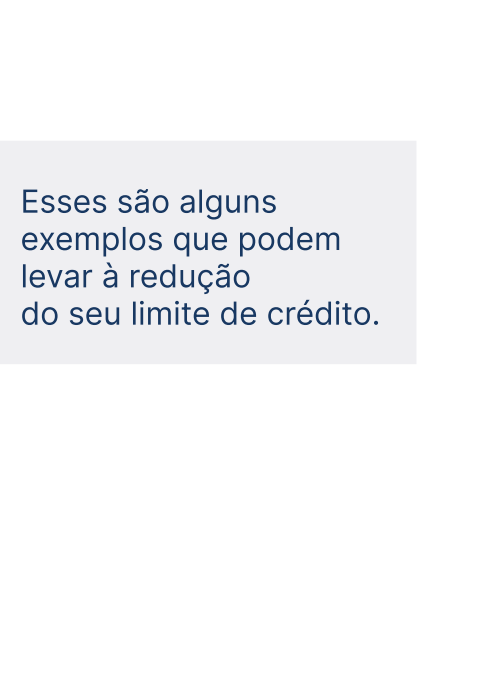 Esses são alguns
exemplos que podem
levar à redução
do seu limite de crédito.